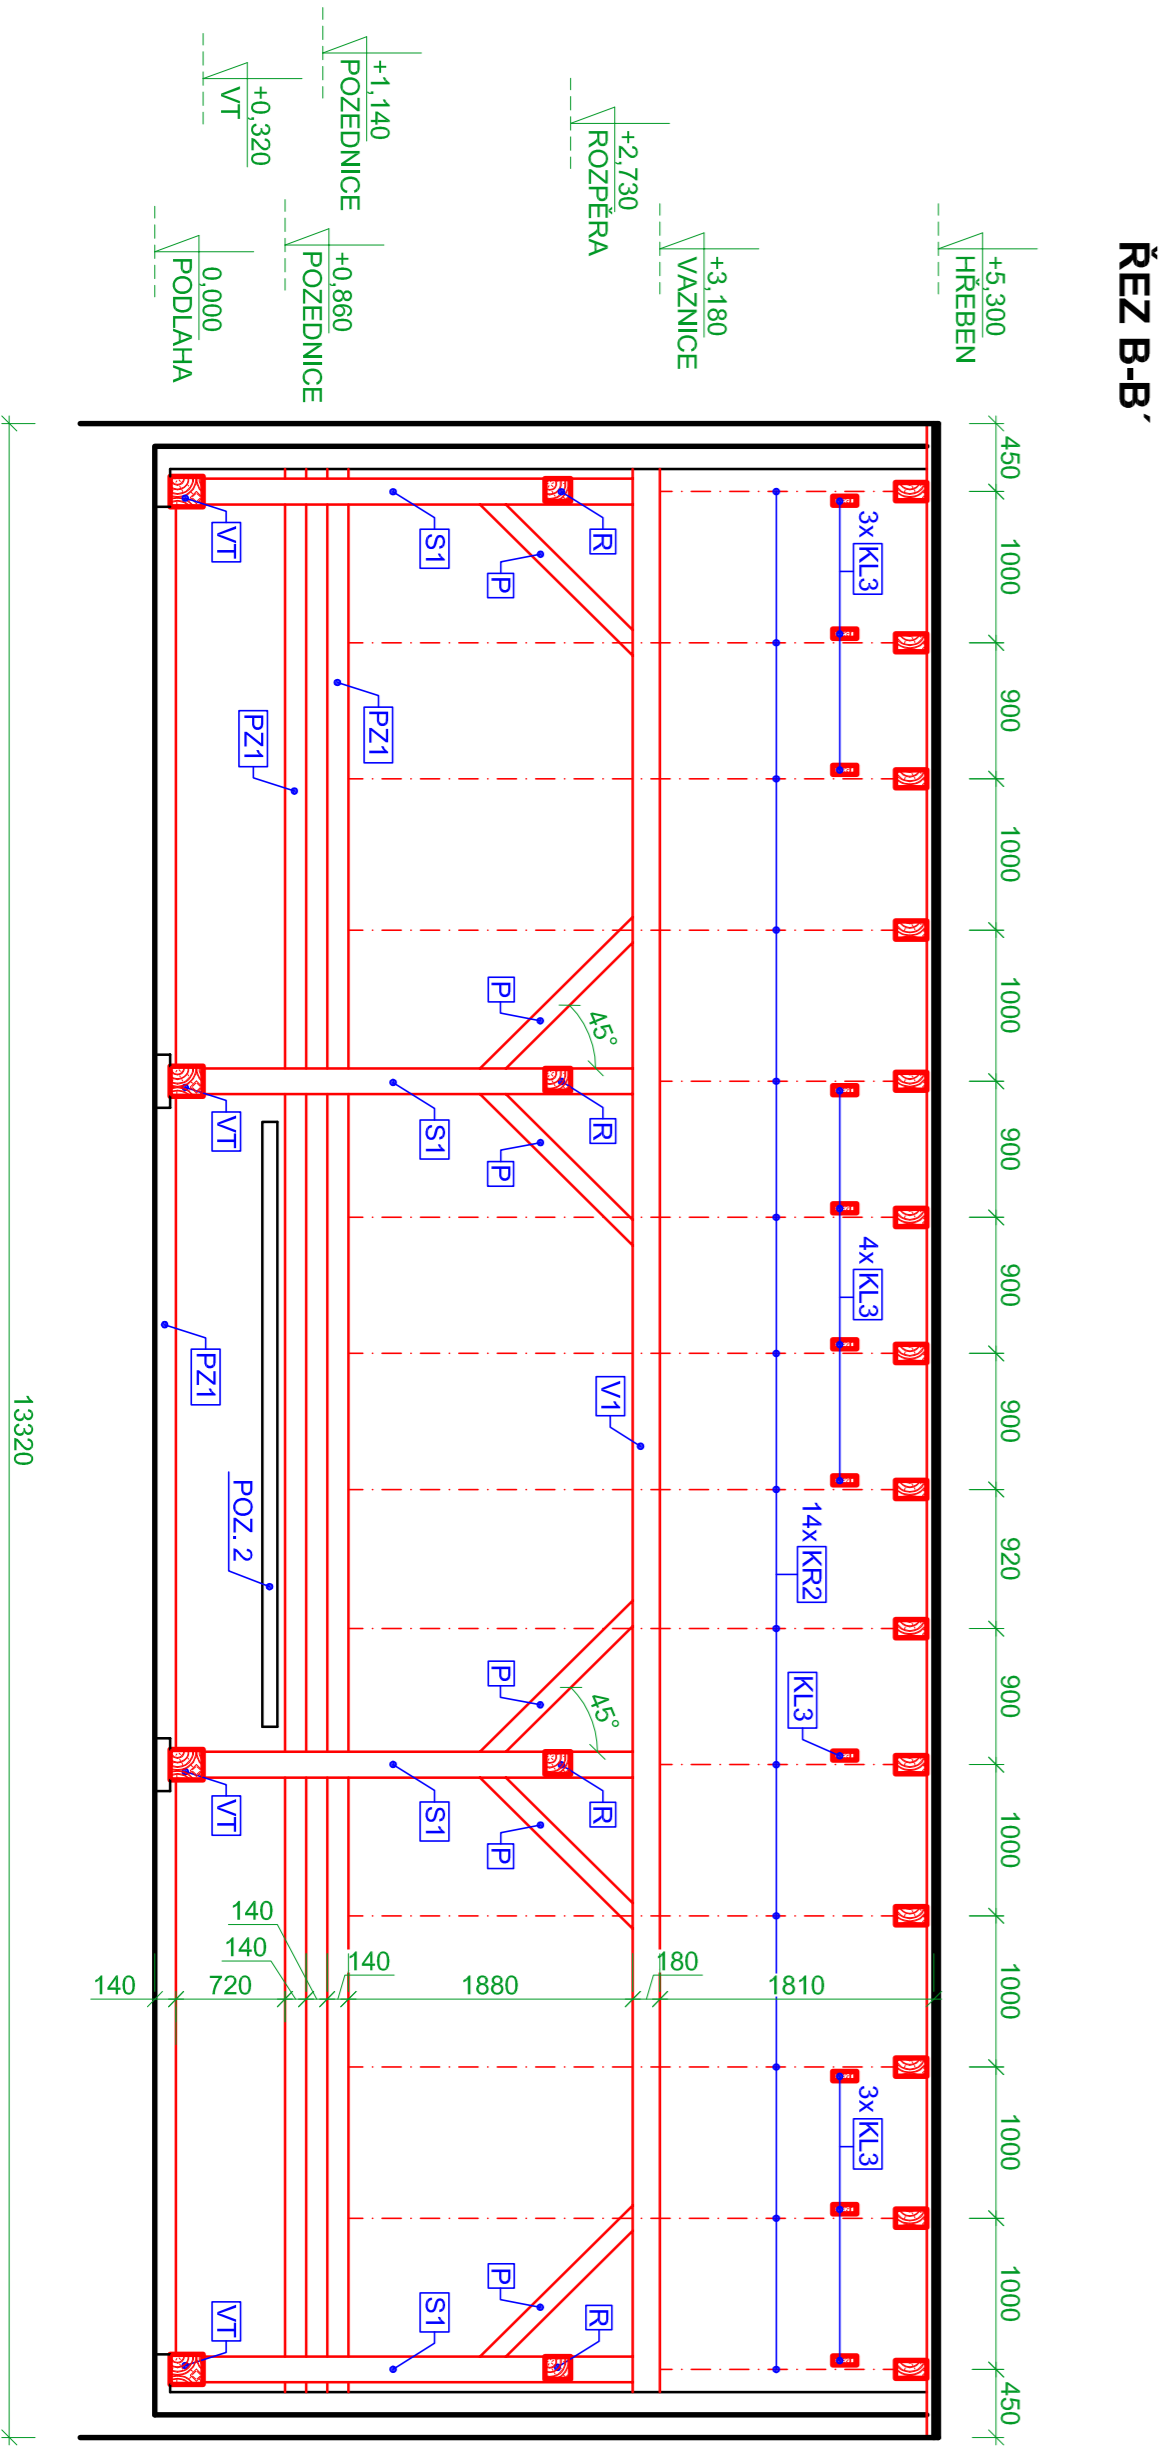 ŘEZ B-B´
+5,300
HŘEBEN
+3,180
VAZNICE
+2,730
ROZPĚRA
+1,140
POZEDNICE
+0,860
POZEDNICE
+0,320
VT
0,000
PODLAHA
450
1000
900
1000
1000
900
900
900
920
900
1000
1000
1000
1000
450
3x KL3
4x KL3
14x KR2
KL3
3x KL3
R
R
R
R
V1
P
45°
P
P
45°
P
P
P
S1
S1
S1
S1
PZ1
PZ1
PZ1
VT
VT
VT
VT
POZ. 2
1810
180
1880
140
140
140
720
140
13320